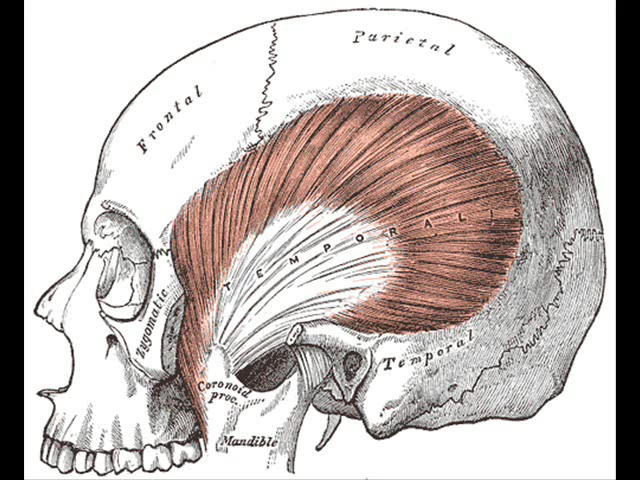 Parietal
Frontal
TEMPORALIS
Zygomatic
Temporal
Coronoid
proc.
Mandible